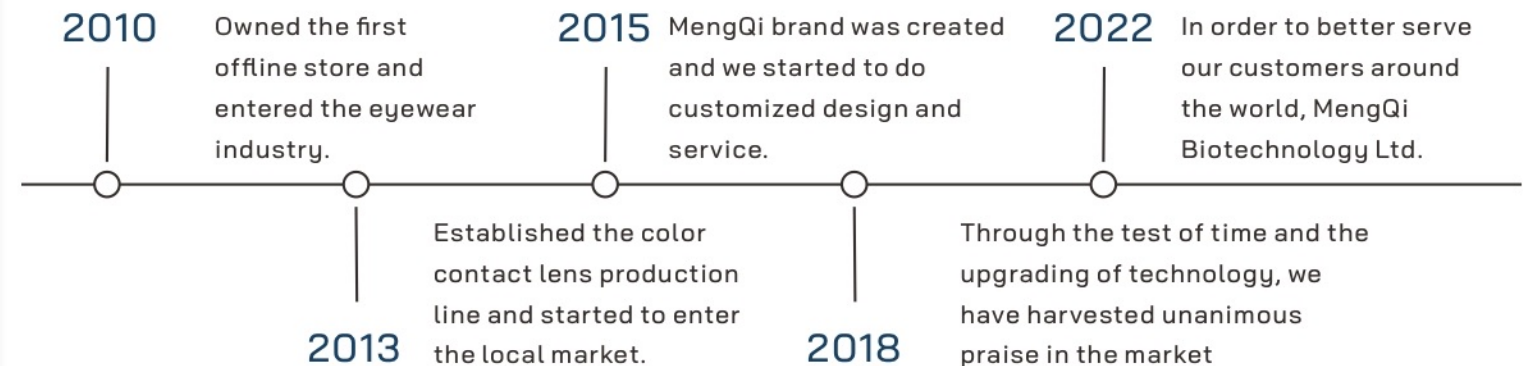 2010
Owned the first
offline store and
entered the eyewear
industry.
2013
Established the color
contact lens production
line and started to enter
the local market.
2015
MengQi brand was created
and we started to do
customized design and
service.
2018
Through the test of time and the
upgrading of technology, we
have harvested unanimous
praise in the market
2022
In order to better serve
our customers around
the world, MengQi
Biotechnology Ltd.